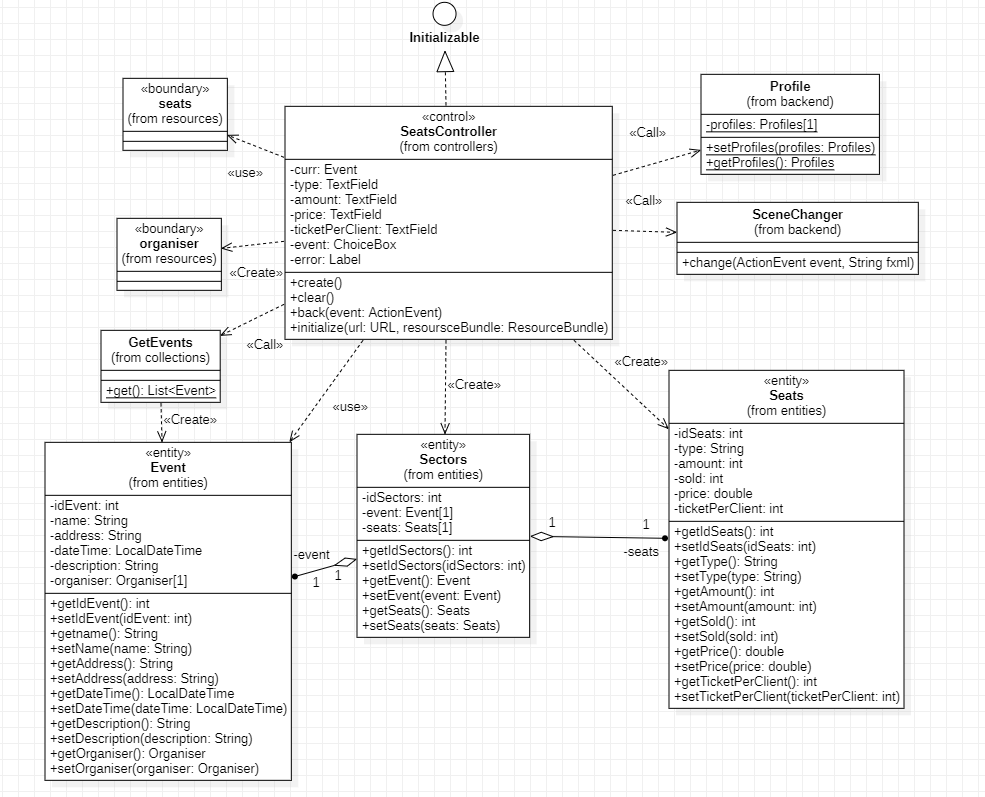 Initializable
«boundary»
seats
(from resources)
«use»
«boundary»
organiser
(from resources)
«Create»
«control»
SeatsController
(from controllers)
-curr: Event
-type: TextField
-amount: TextField
-price: TextField
-ticketPerClient: TextField
-event: ChoiceBox
-error: Label
+create()
+clear()
+back(event: ActionEvent)
+initialize(url: URL, resoursceBundle: ResourceBundle)
«Call»
Profile
(from backend)
-profiles: Profiles[1]
+setProfiles(profiles: Profiles)
+getProfiles(): Profiles
«Call»
SceneChanger
(from backend)
+change(ActionEvent event, String fxml)
GetEvents
(from collections)
+get(): List<Event>
«Call»
«Create»
«use»
«Create»
«Create»
«entity»
Event
(from entities)
-idEvent: int
-name: String
-address: String
-dateTime: LocalDateTime
-description: String
-organiser: Organiser[1]
+getIdEvent(): int
+setIdEvent(idEvent: int)
+getname(): String
+setName(name: String)
+getAddress(): String
+setAddress(address: String)
+getDateTime(): LocalDateTime
+setDateTime(dateTime: LocalDateTime)
+getDescription(): String
+setDescription(description: String)
+getOrganiser(): Organiser
+setOrganiser(organiser: Organiser)
-event
1
1
«entity»
Sectors
(from entities)
-idSectors: int
-event: Event[1]
-seats: Seats[1]
+getIdSectors(): int
+setIdSectors(idSectors: int)
+getEvent(): Event
+setEvent(event: Event)
+getSeats(): Seats
+setSeats(seats: Seats)
1
1
-seats
«entity»
Seats
(from entities)
-idSeats: int
-type: String
-amount: int
-sold: int
-price: double
-ticketPerClient: int
+getIdSeats(): int
+setIdSeats(idSeats: int)
+getType(): String
+setType(type: String)
+getAmount(): int
+setAmount(amount: int)
+getSold(): int
+setSold(sold: int)
+getPrice(): double
+setPrice(price: double)
+getTicketPerClient(): int
+setTicketPerClient(ticketPerClient: int)